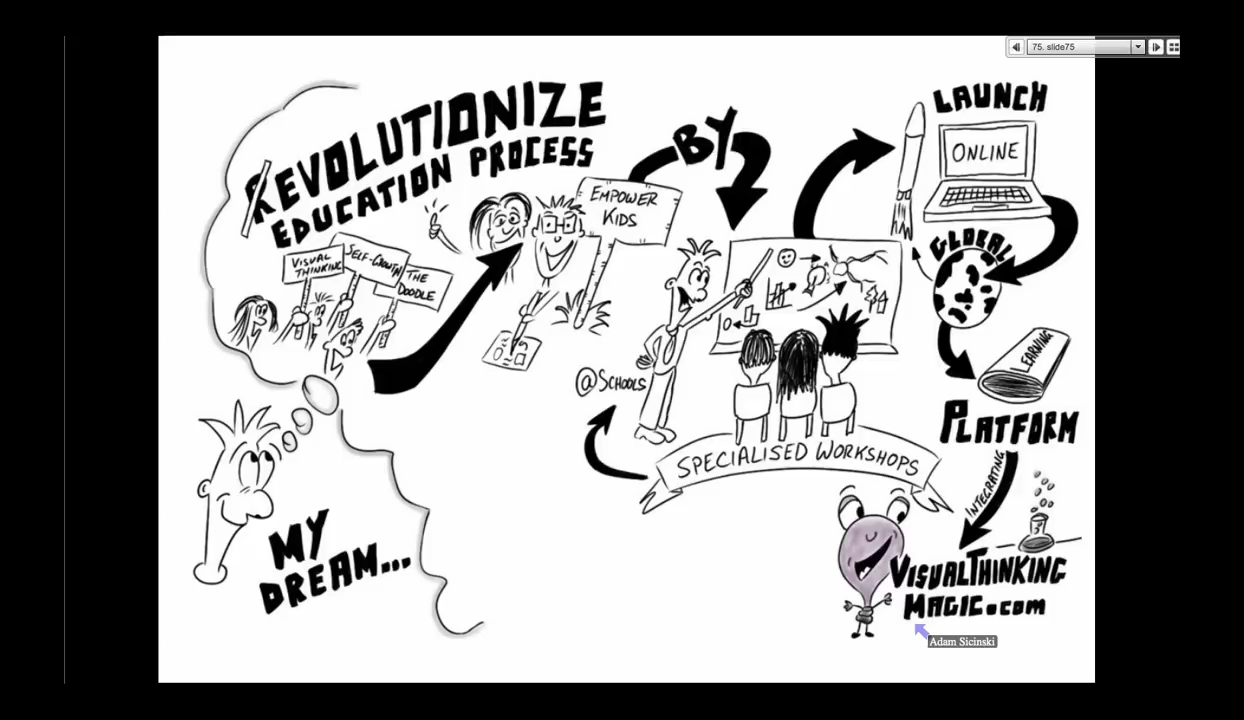 75. slide75
REVOLUTIONIZE
EDUCATION PROCESS
VISUAL
THINKING
SELF-GROWTH
THE
DOODLE
EMPOWER
KIDS
BY
LAUNCH
ONLINE
GLOBAL
LEARNING
PLATFORM
@SCHOOLS
SPECIALISED WORKSHOPS
INTEGRATING
VISUALTHINKING
MAGIC.COM
MY
DREAM...
Adam Sicinski